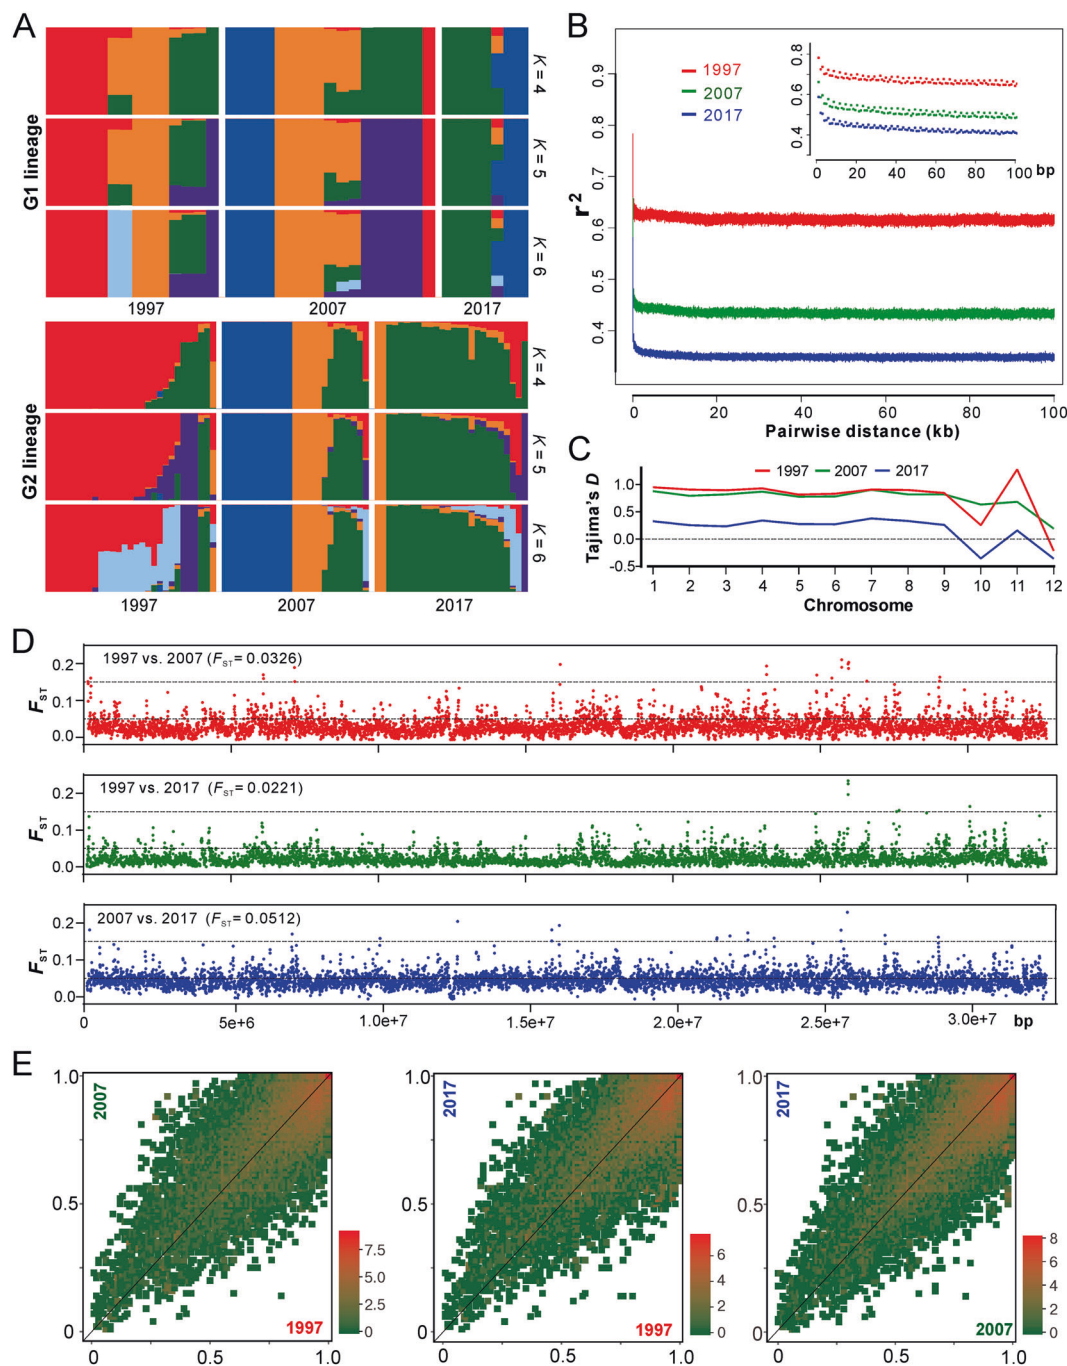 A
G1 lineage
K = 4
K = 5
K = 6
1997
2007
2017
G2 lineage
K = 4
K = 5
K = 6
1997
2007
2017
B
r²
0.9
0.8
0.7
0.6
0.5
0.4
1997
2007
2017
0.8
0.6
0.4
0
20
40
60
80
100
bp
0
20
40
60
80
100
Pairwise distance (kb)
C
1997
2007
2017
Tajima's D
1.0
0.5
0.0
-0.5
1 2 3 4 5 6 7 8 9 10 11 12
Chromosome
D
1997 vs. 2007 (FST = 0.0326)
FST
0.2
0.1
0.0
1997 vs. 2017 (FST = 0.0221)
FST
0.2
0.1
0.0
2007 vs. 2017 (FST = 0.0512)
FST
0.2
0.1
0.0
0 5e+6 1.0e+7 1.5e+7 2.0e+7 2.5e+7 3.0e+7 bp
E
1.0
0.5
0
2007
1997
7.5
5.0
2.5
0
0 0.5 1.0
1.0
0.5
0
2017
1997
6
4
2
0
0 0.5 1.0
1.0
0.5
0
2017
2007
8
6
4
2
0
0 0.5 1.0